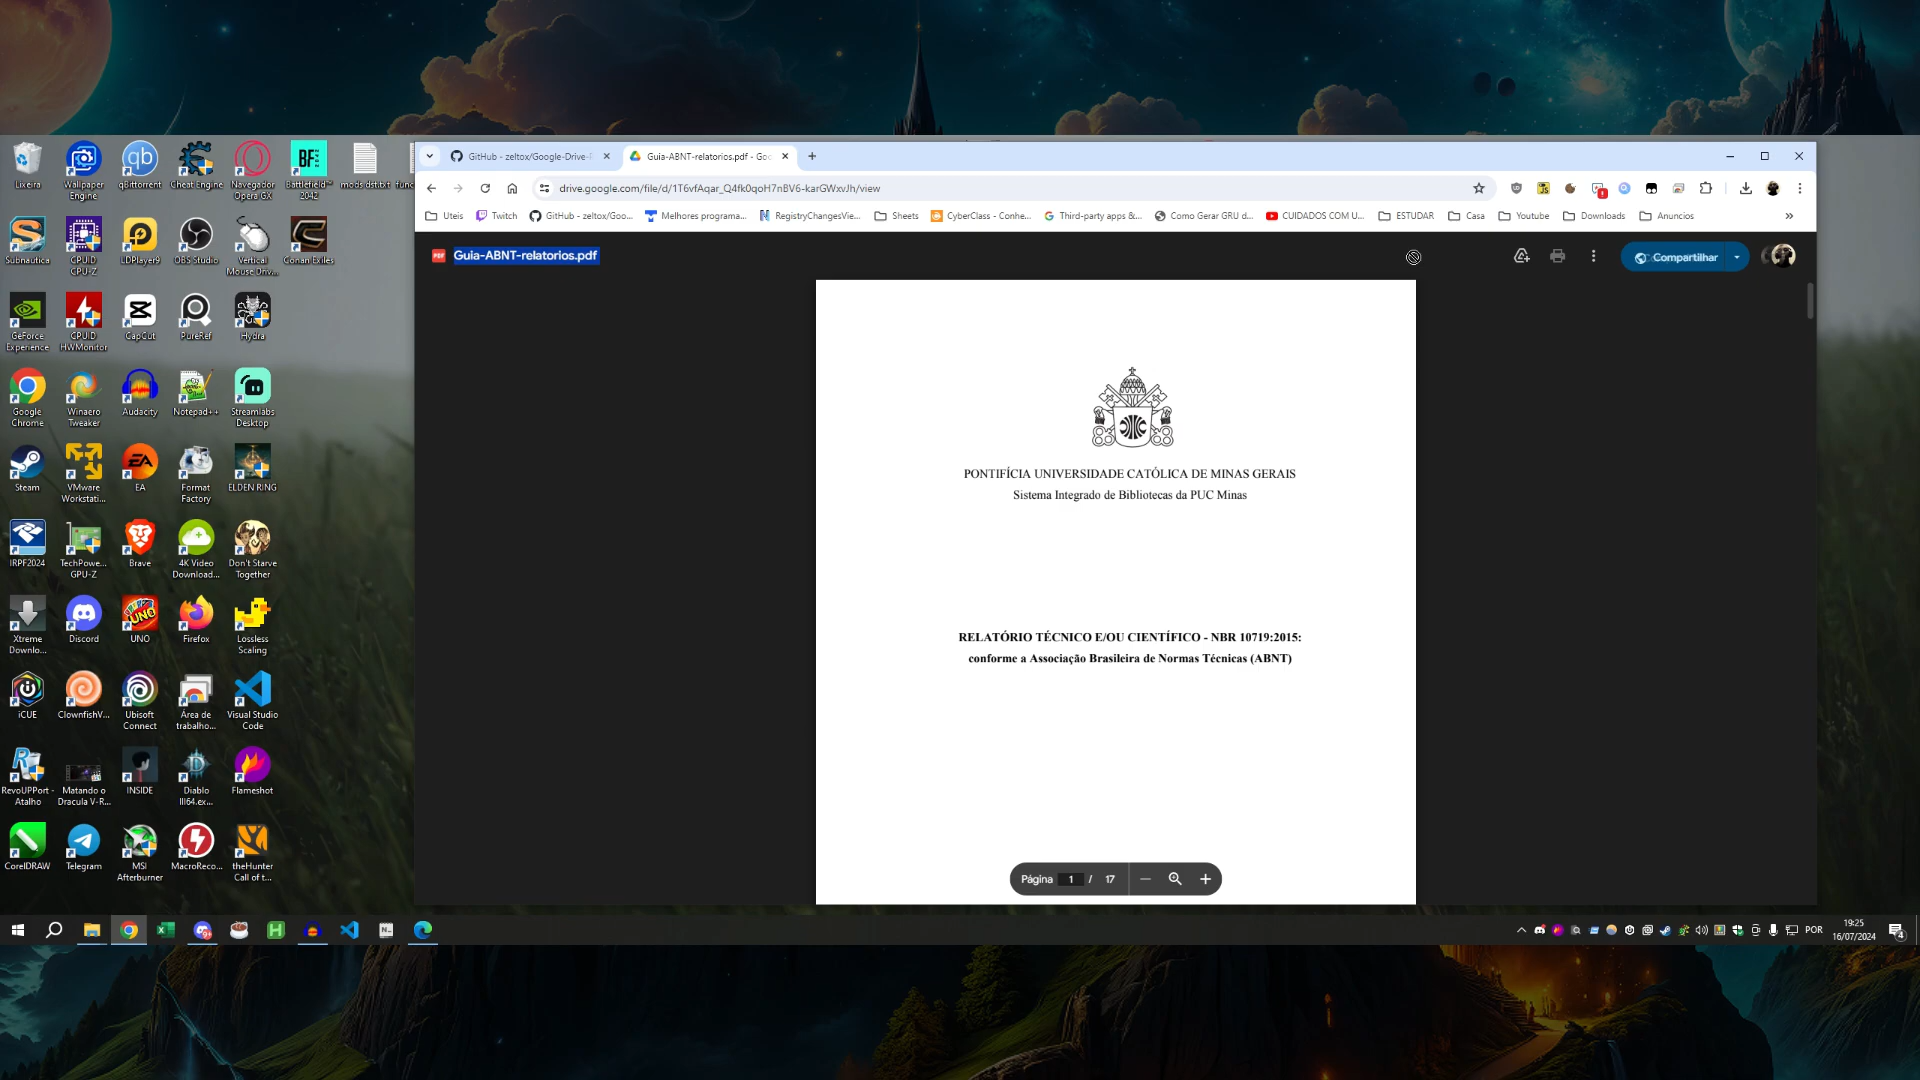 Lixeira
Wallpaper Engine
qBittorrent
Cheat Engine
Navegador Opera GX
Battlefield™ 2042
mods dst.txt
func
Subnautica
CPUID CPU-Z
LDPlayer9
OBS Studio
Vertical Mouse Driv...
Conan Exiles
GeForce Experience
CPUID HWMonitor
CapCut
PureRef
Hydra
Google Chrome
Winaero Tweaker
Audacity
Notepad++
Streamlabs Desktop
Steam
VMware Workstati...
EA
Format Factory
ELDEN RING
IRPF2024
TechPowe... GPU-Z
Brave
4K Video Download...
Don't Starve Together
Xtreme Downlo...
Discord
UNO
Firefox
Lossless Scaling
iCUE
ClownfishV...
Ubisoft Connect
Área de trabalho...
Visual Studio Code
RevoUPPort - Atalho
Matando o Dracula V-R...
INSIDE
Diablo III64.ex...
Flameshot
CorelDRAW
Telegram
MSI Afterburner
MacroReco...
theHunter Call of t...
GitHub - zeltox/Google-Drive-
Guia-ABNT-relatorios.pdf - Goo
drive.google.com/file/d/1T6vfAqar_Q4fk0qoH7nBV6-karGWxvJh/view
Uteis
Twitch
GitHub - zeltox/Goo...
Melhores programa...
RegistryChangesVie...
Sheets
CyberClass - Conhe...
Third-party apps &...
Como Gerar GRU d...
CUIDADOS COM U...
ESTUDAR
Casa
Youtube
Downloads
Anuncios
»
PDF
Guia-ABNT-relatorios.pdf
Compartilhar
PONTIFÍCIA UNIVERSIDADE CATÓLICA DE MINAS GERAIS
Sistema Integrado de Bibliotecas da PUC Minas
RELATÓRIO TÉCNICO E/OU CIENTÍFICO - NBR 10719:2015:
conforme a Associação Brasileira de Normas Técnicas (ABNT)
Página 1 / 17
POR
19:25
16/07/2024
4